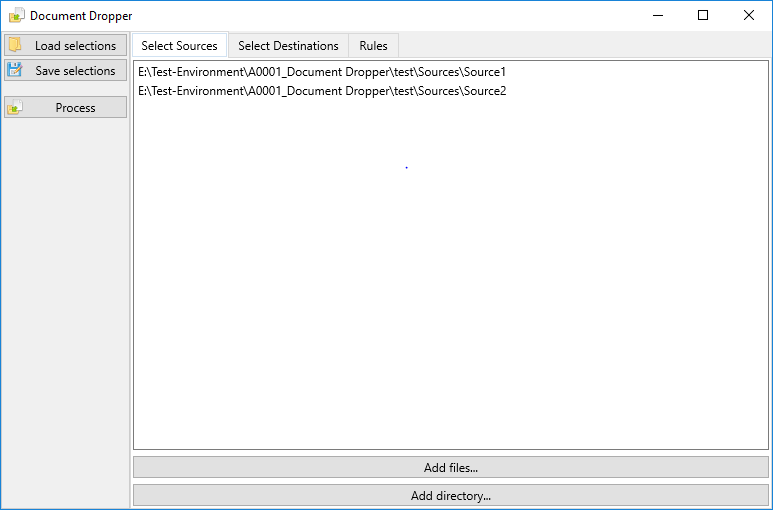 Document Dropper
Load selections
Save selections
Process
Select Sources
Select Destinations
Rules
E:\Test-Environment\A0001_Document Dropper\test\Sources\Source1
E:\Test-Environment\A0001_Document Dropper\test\Sources\Source2
Add files...
Add directory...